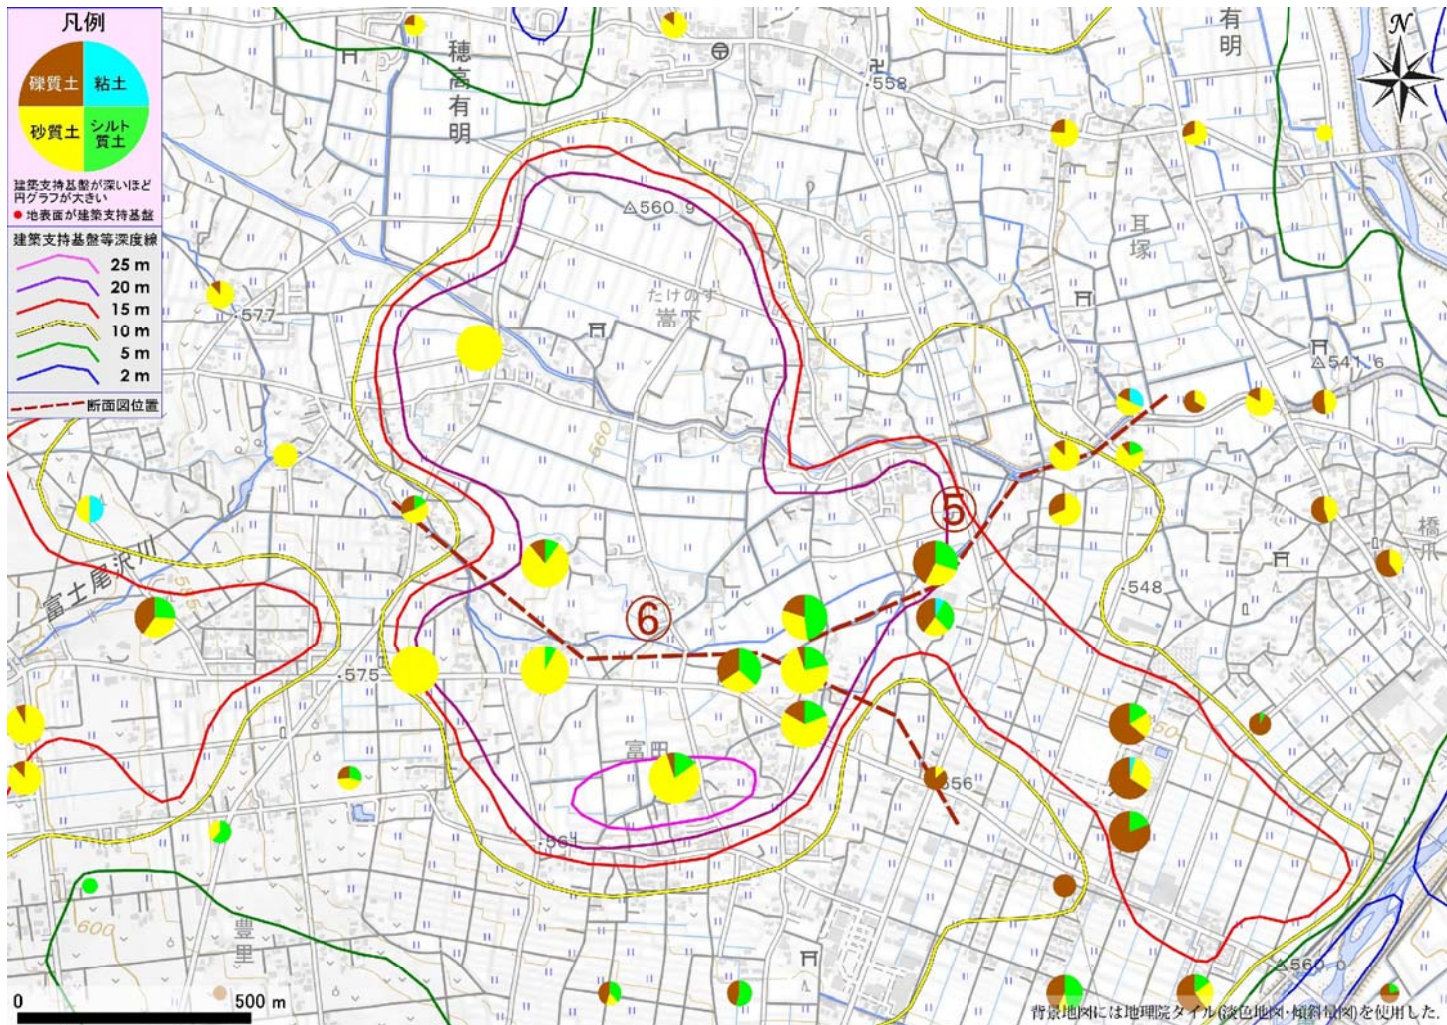 凡例
礫質土
粘土
砂質土
シルト
質土
建築支持基盤が深いほど
円グラフが大きい
地表面が建築支持基盤
建築支持基盤等深度線
25 m
20 m
15 m
10 m
5 m
2 m
断面図位置
N
穂高有明
有明
558
560.9
耳塚
たけのす
嵩下
577
541.6
560
⑤
橋爪
富士尾沢川
595
548
⑥
575
富田
550
556
561
豊里
600
560.0
0
500 m
背景地図には地理院タイル(淡色地図･傾斜量図)を使用した.